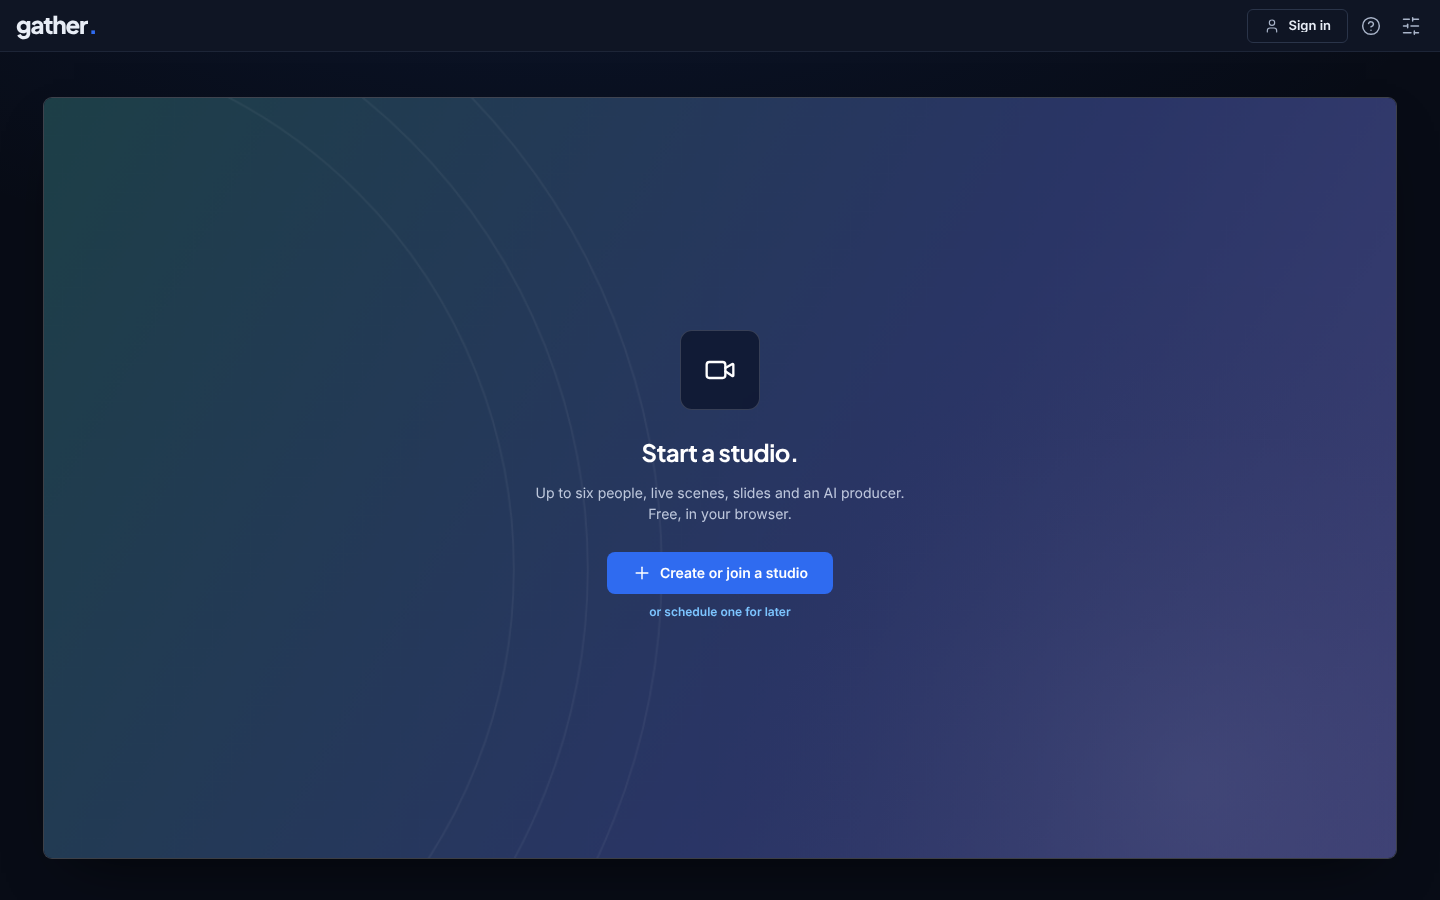 gather.
Sign in
Start a studio.
Up to six people, live scenes, slides and an AI producer.
Free, in your browser.
Create or join a studio
or schedule one for later